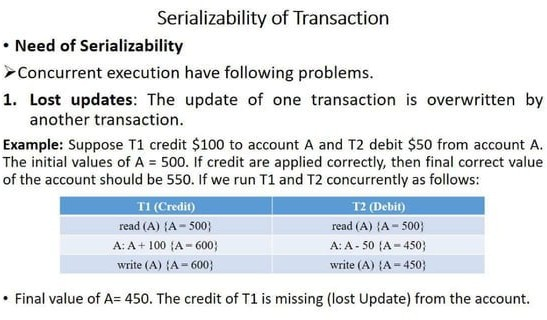 Serializability of Transaction
• Need of Serializability
➢Concurrent execution have following problems.
1. Lost updates: The update of one transaction is overwritten by
another transaction.
Example: Suppose T1 credit $100 to account A and T2 debit $50 from account A.
The initial values of A = 500. If credit are applied correctly, then final correct value
of the account should be 550. If we run T1 and T2 concurrently as follows:
T1 (Credit) T2 (Debit)
read (A) {A = 500} read (A) {A = 500}
A: A + 100 {A = 600} A: A - 50 {A = 450}
write (A) {A = 600} write (A) {A = 450}
• Final value of A= 450. The credit of T1 is missing (lost Update) from the account.